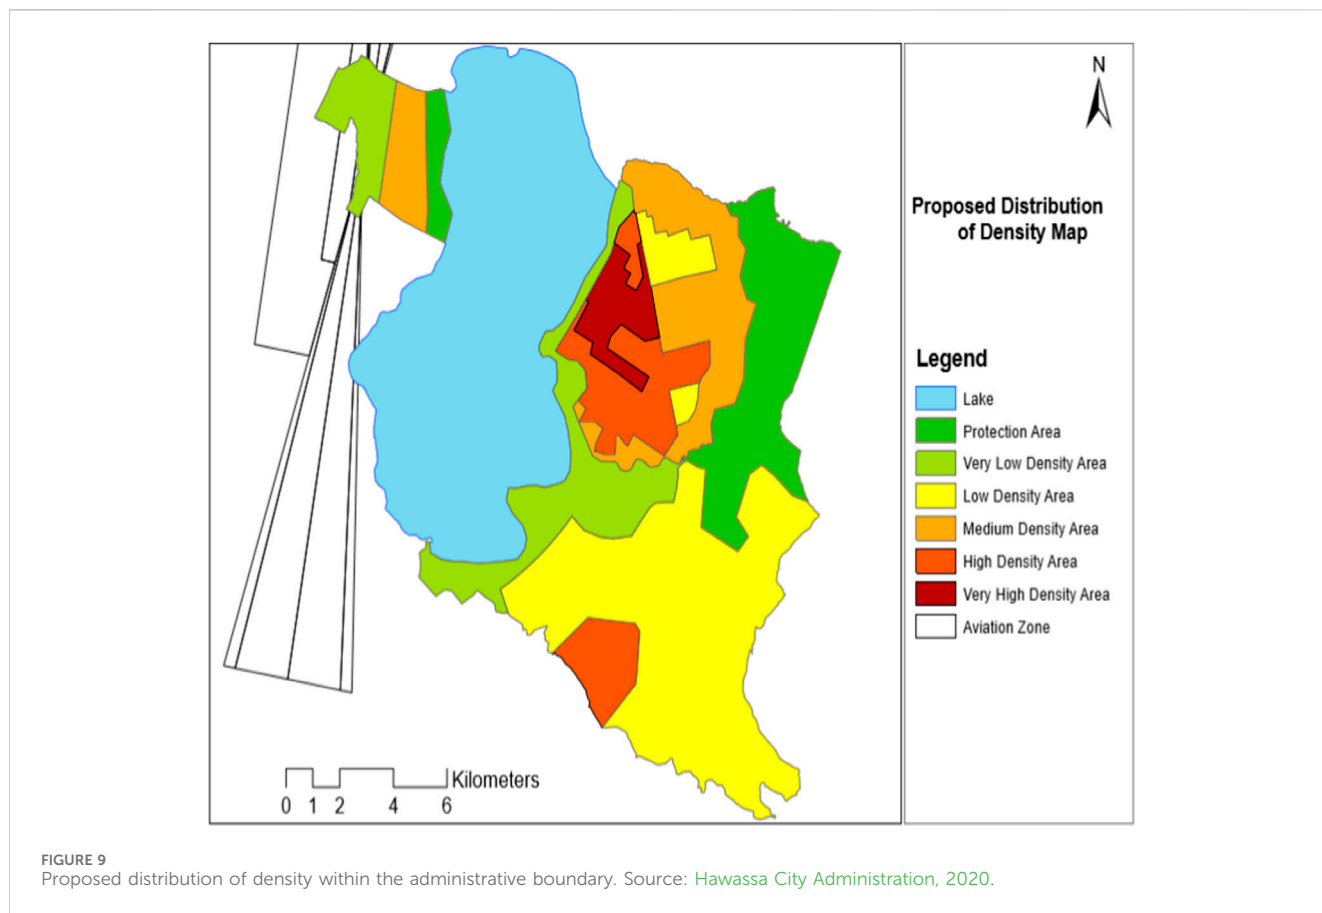 N
Proposed Distribution
of Density Map
Legend
Lake
Protection Area
Very Low Density Area
Low Density Area
Medium Density Area
High Density Area
Very High Density Area
Aviation Zone
Kilometers
0 1 2 4 6
FIGURE 9
Proposed distribution of density within the administrative boundary. Source: Hawassa City Administration, 2020.